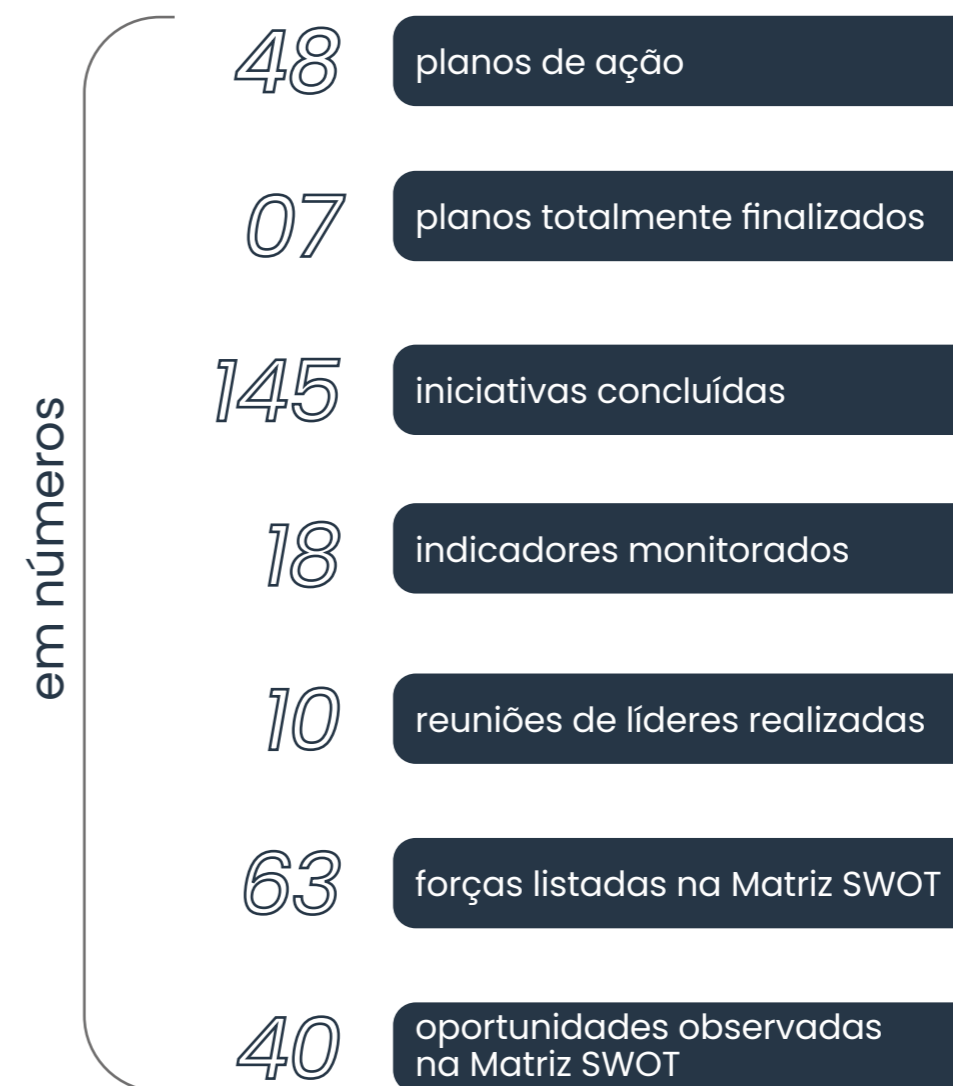 em números
48
planos de ação
07
planos totalmente finalizados
145
iniciativas concluídas
18
indicadores monitorados
10
reuniões de líderes realizadas
63
forças listadas na Matriz SWOT
40
oportunidades observadas
na Matriz SWOT